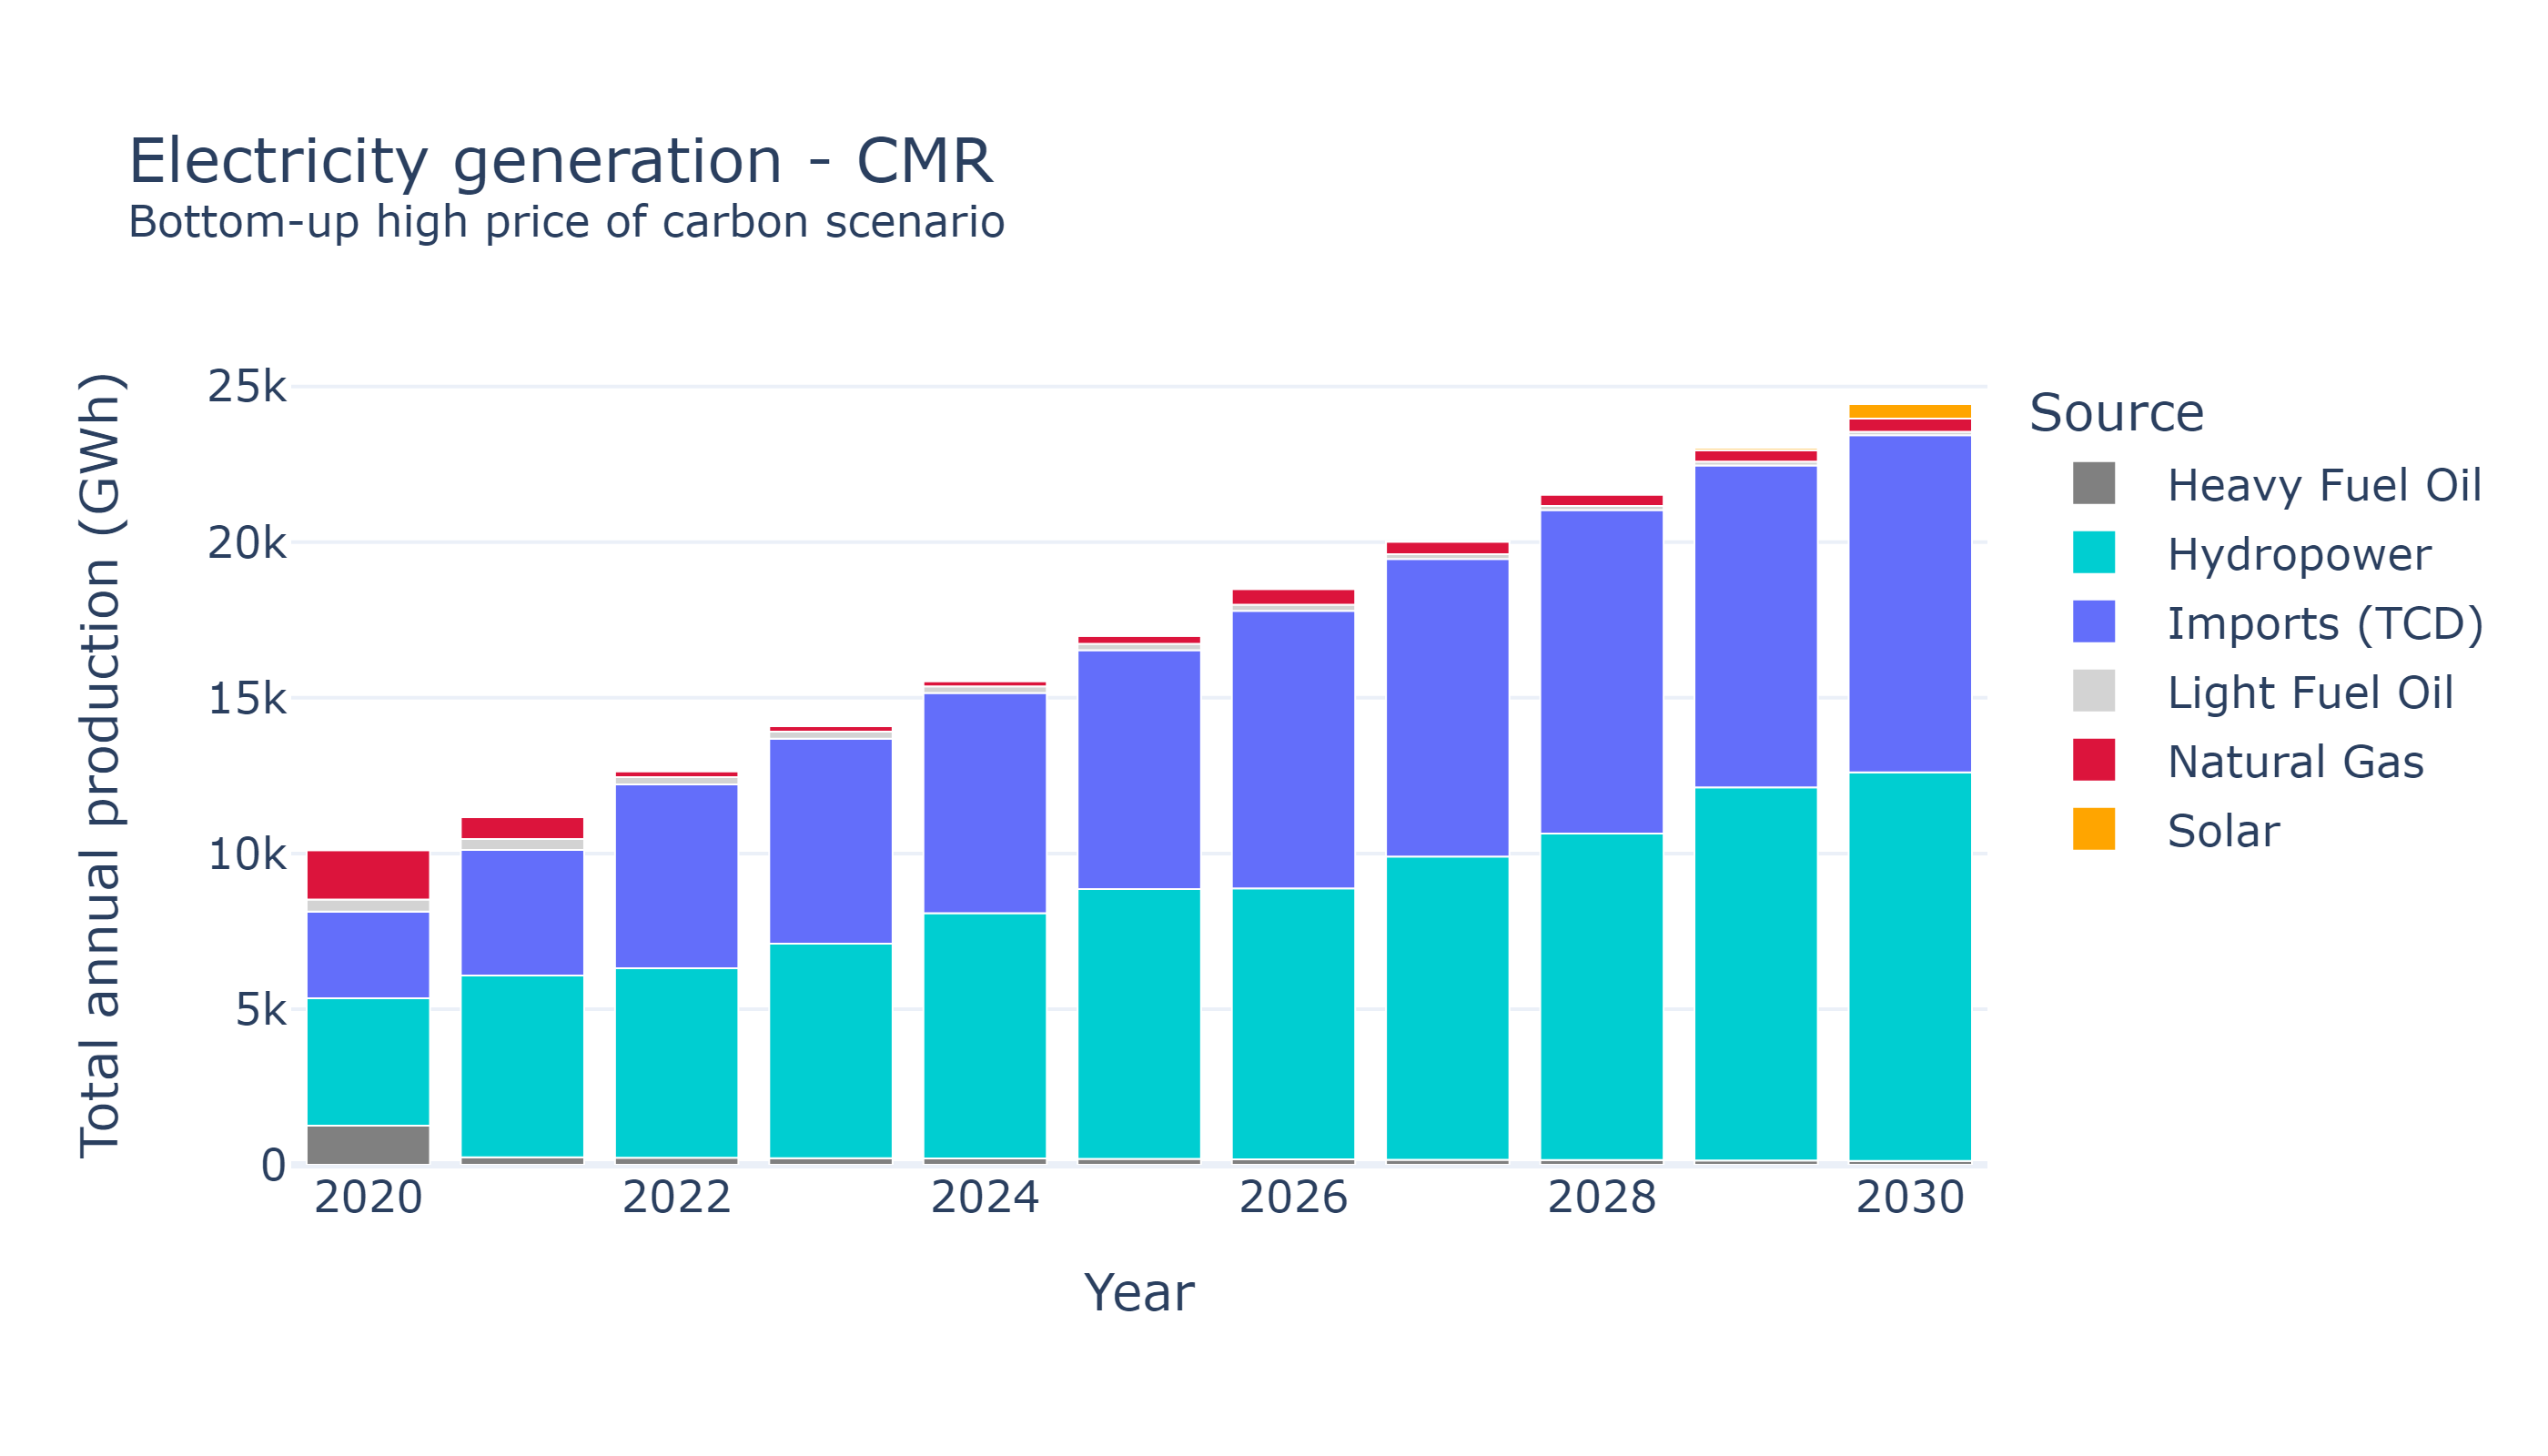 Electricity generation - CMR
Bottom-up high price of carbon scenario
Total annual production (GWh)
25k
20k
15k
10k
5k
0
2020
2022
2024
2026
2028
2030
Year
Source
Heavy Fuel Oil
Hydropower
Imports (TCD)
Light Fuel Oil
Natural Gas
Solar